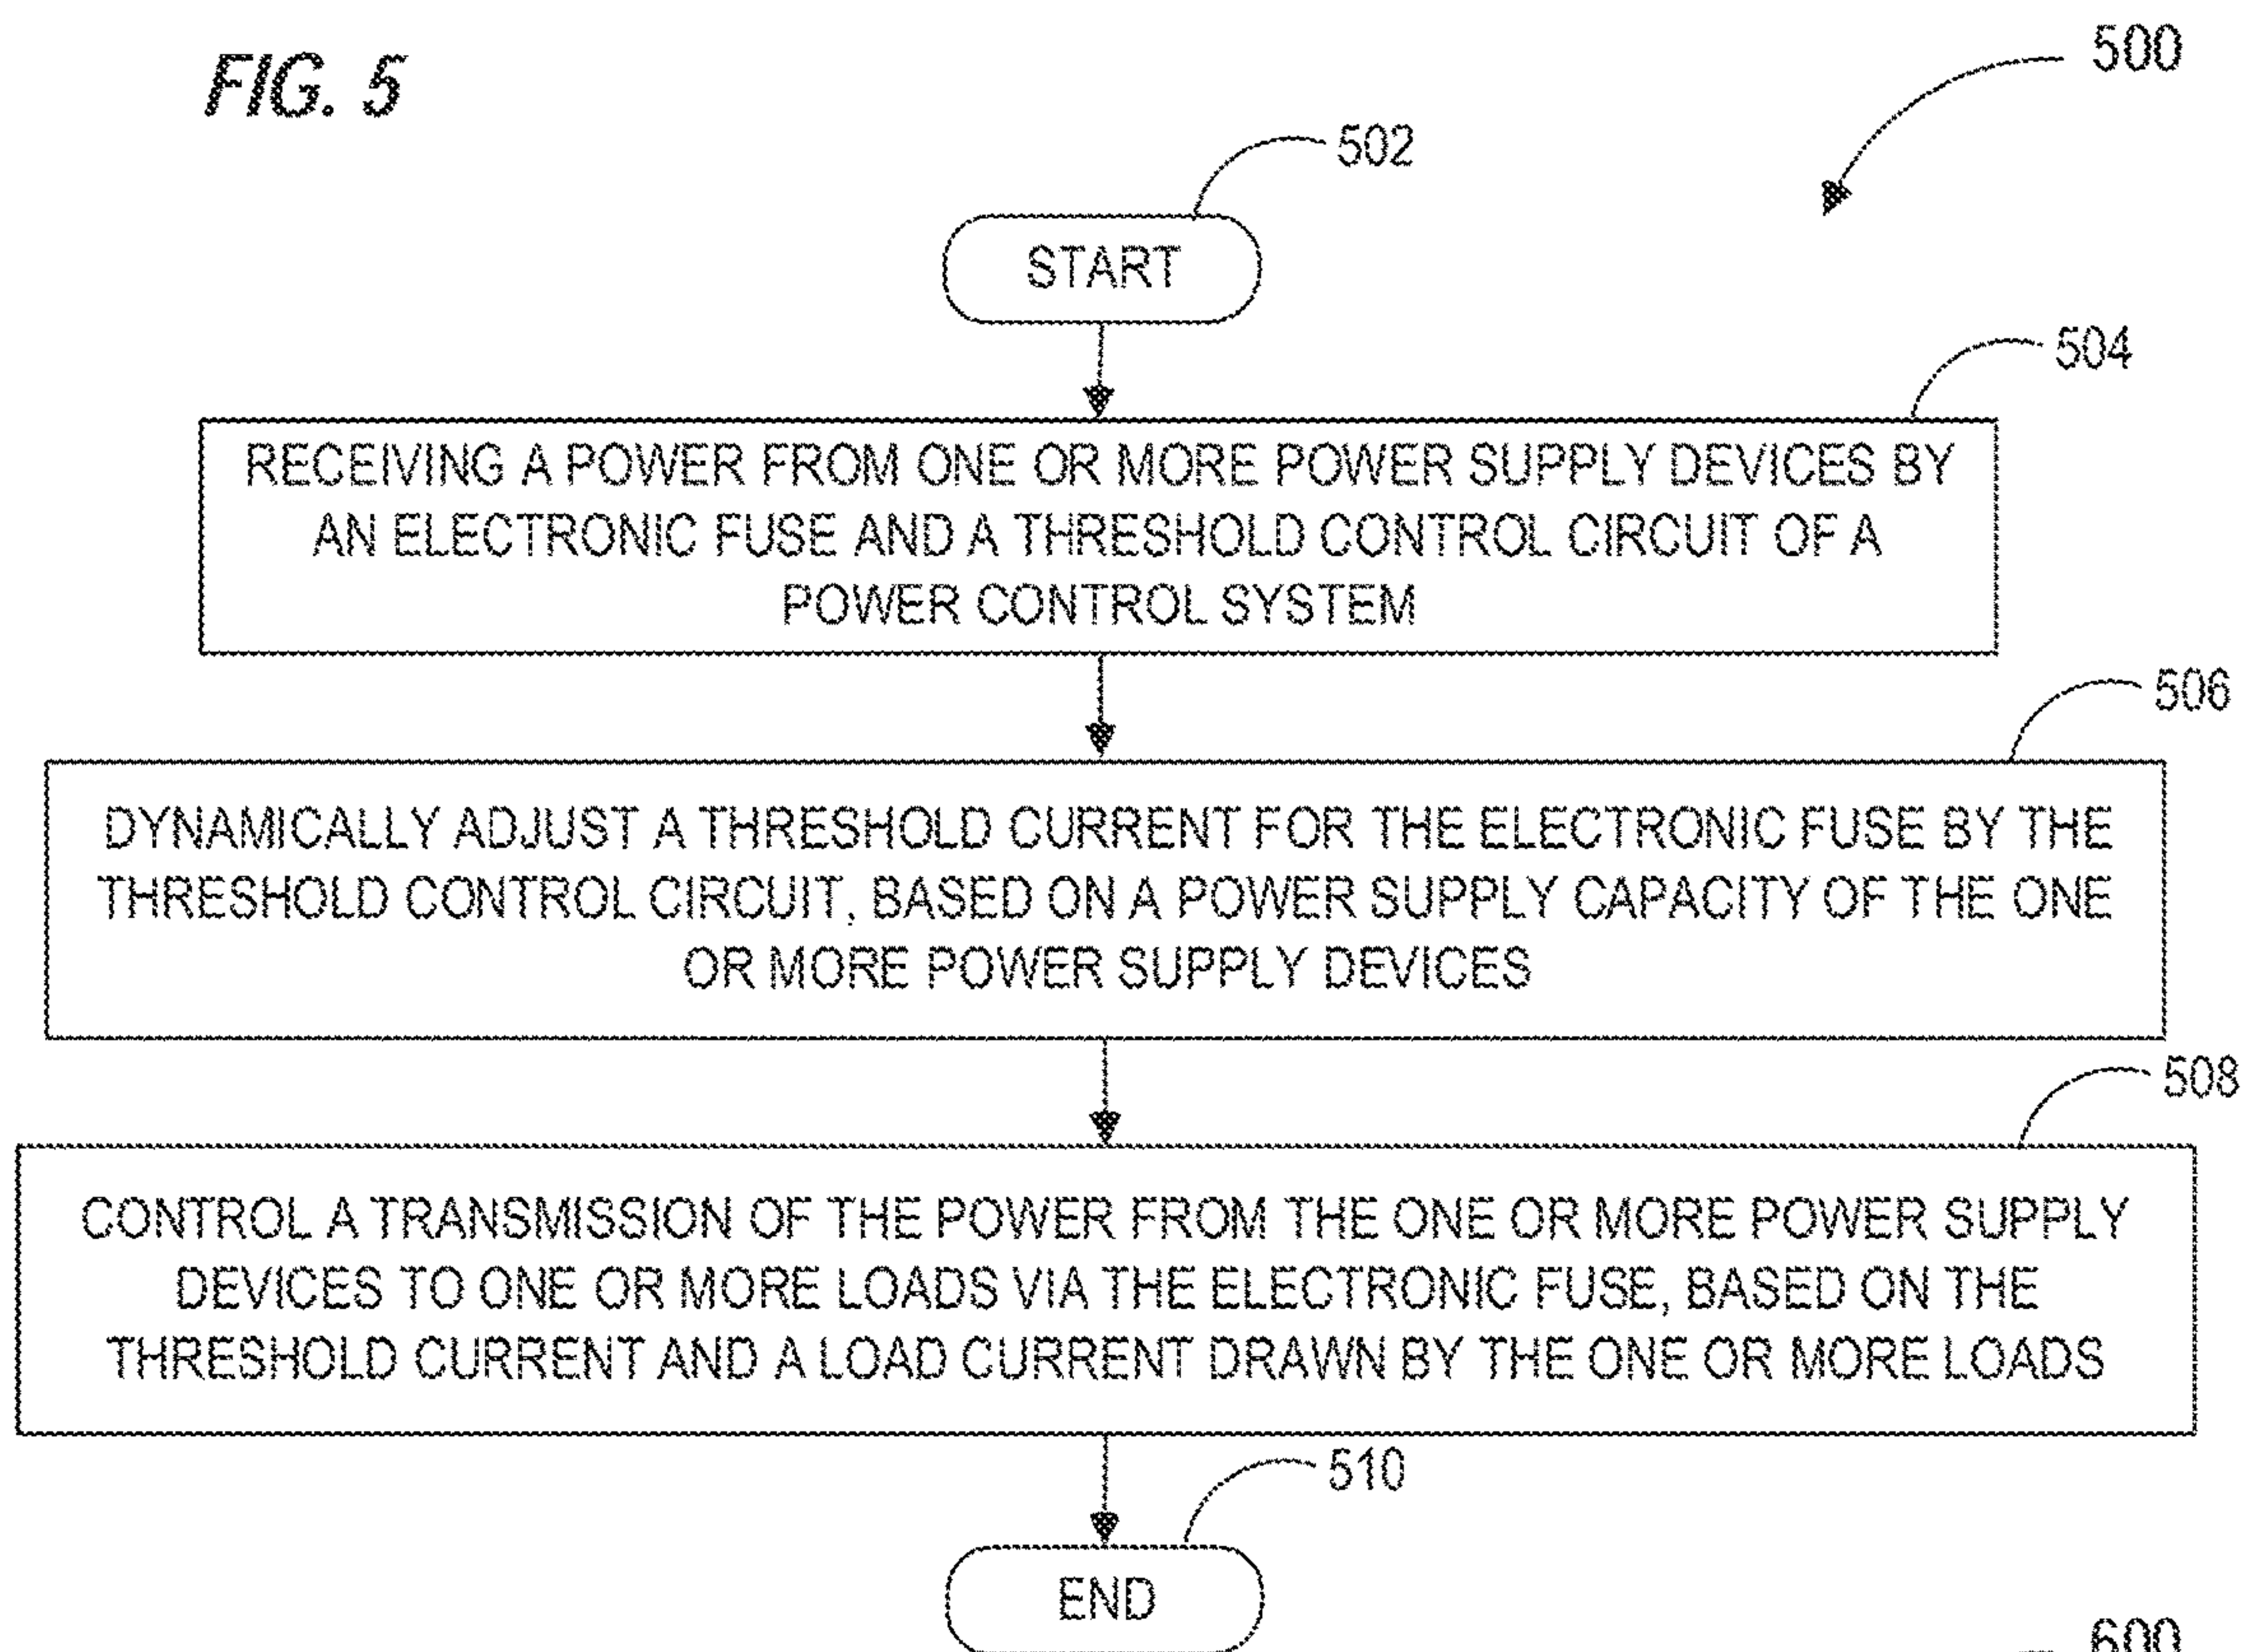 FIG. 5
500
502
START
504
RECEIVING A POWER FROM ONE OR MORE POWER SUPPLY DEVICES BY
AN ELECTRONIC FUSE AND A THRESHOLD CONTROL CIRCUIT OF A
POWER CONTROL SYSTEM
506
DYNAMICALLY ADJUST A THRESHOLD CURRENT FOR THE ELECTRONIC FUSE BY THE
THRESHOLD CONTROL CIRCUIT, BASED ON A POWER SUPPLY CAPACITY OF THE ONE
OR MORE POWER SUPPLY DEVICES
508
CONTROL A TRANSMISSION OF THE POWER FROM THE ONE OR MORE POWER SUPPLY
DEVICES TO ONE OR MORE LOADS VIA THE ELECTRONIC FUSE, BASED ON THE
THRESHOLD CURRENT AND A LOAD CURRENT DRAWN BY THE ONE OR MORE LOADS
510
END
600